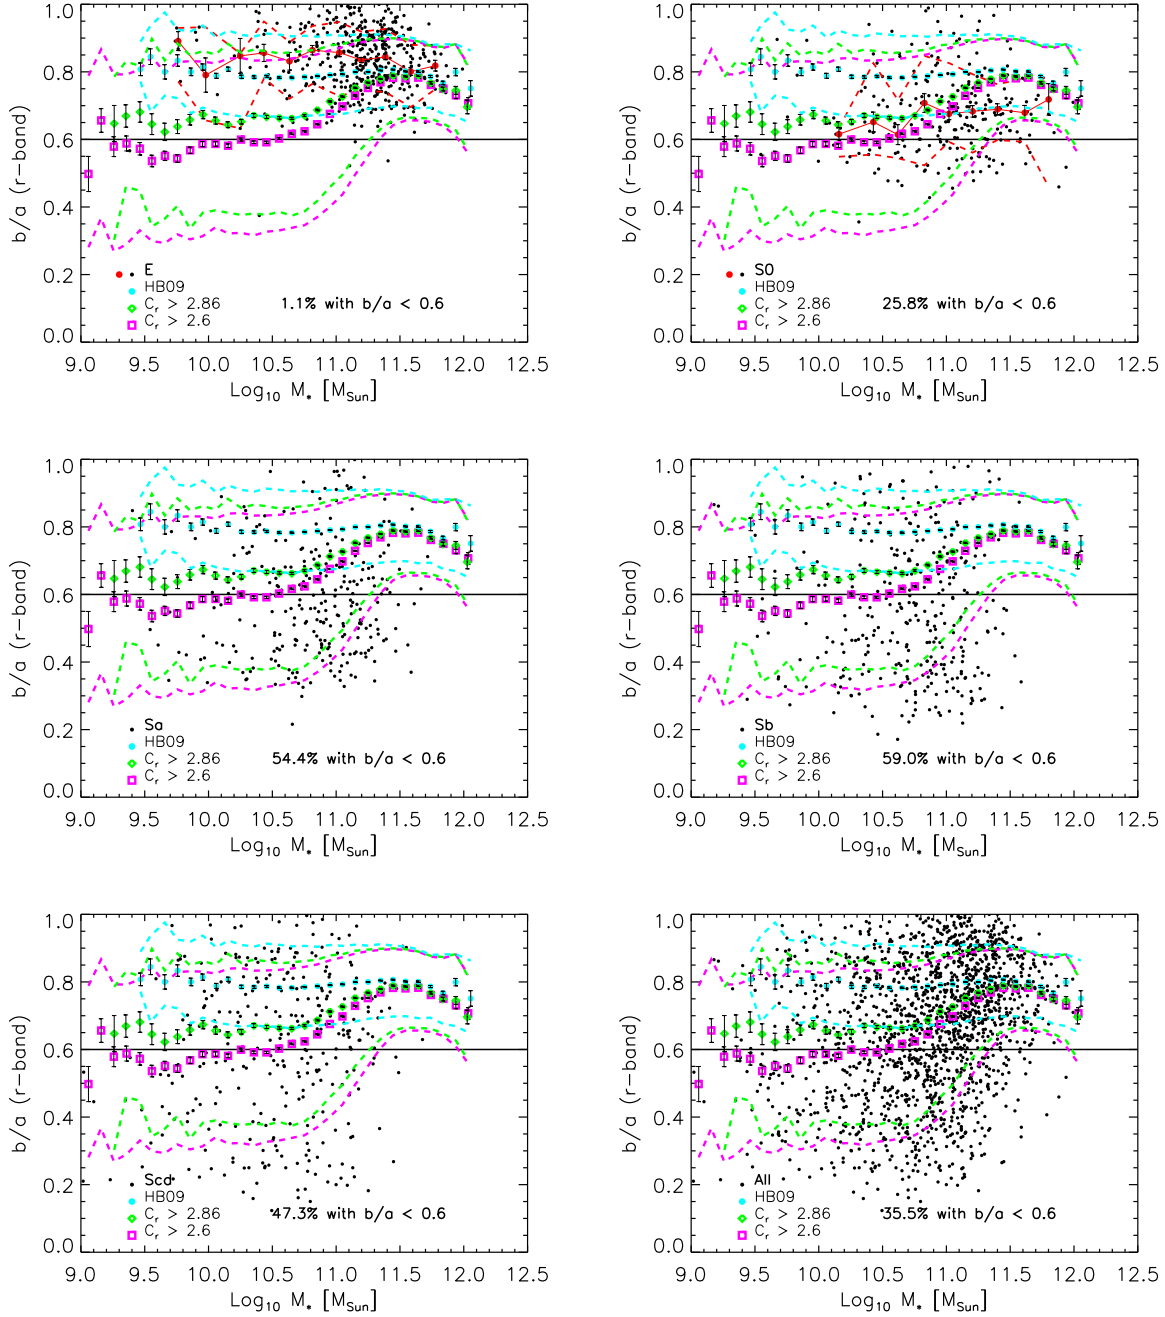 1.0
0.8
0.6
0.4
0.2
0.0
b/a (r-band)
E
HB09
C_r > 2.86
C_r > 2.6
1.1% with b/a < 0.6
9.0 9.5 10.0 10.5 11.0 11.5 12.0 12.5
Log₁₀ M_* [M_Sun]
1.0
0.8
0.6
0.4
0.2
0.0
b/a (r-band)
S0
HB09
C_r > 2.86
C_r > 2.6
25.8% with b/a < 0.6
9.0 9.5 10.0 10.5 11.0 11.5 12.0 12.5
Log₁₀ M_* [M_Sun]
1.0
0.8
0.6
0.4
0.2
0.0
b/a (r-band)
Sa
HB09
C_r > 2.86
C_r > 2.6
54.4% with b/a < 0.6
9.0 9.5 10.0 10.5 11.0 11.5 12.0 12.5
Log₁₀ M_* [M_Sun]
1.0
0.8
0.6
0.4
0.2
0.0
b/a (r-band)
Sb
HB09
C_r > 2.86
C_r > 2.6
59.0% with b/a < 0.6
9.0 9.5 10.0 10.5 11.0 11.5 12.0 12.5
Log₁₀ M_* [M_Sun]
1.0
0.8
0.6
0.4
0.2
0.0
b/a (r-band)
Scd
HB09
C_r > 2.86
C_r > 2.6
47.3% with b/a < 0.6
9.0 9.5 10.0 10.5 11.0 11.5 12.0 12.5
Log₁₀ M_* [M_Sun]
1.0
0.8
0.6
0.4
0.2
0.0
b/a (r-band)
All
HB09
C_r > 2.86
C_r > 2.6
35.5% with b/a < 0.6
9.0 9.5 10.0 10.5 11.0 11.5 12.0 12.5
Log₁₀ M_* [M_Sun]